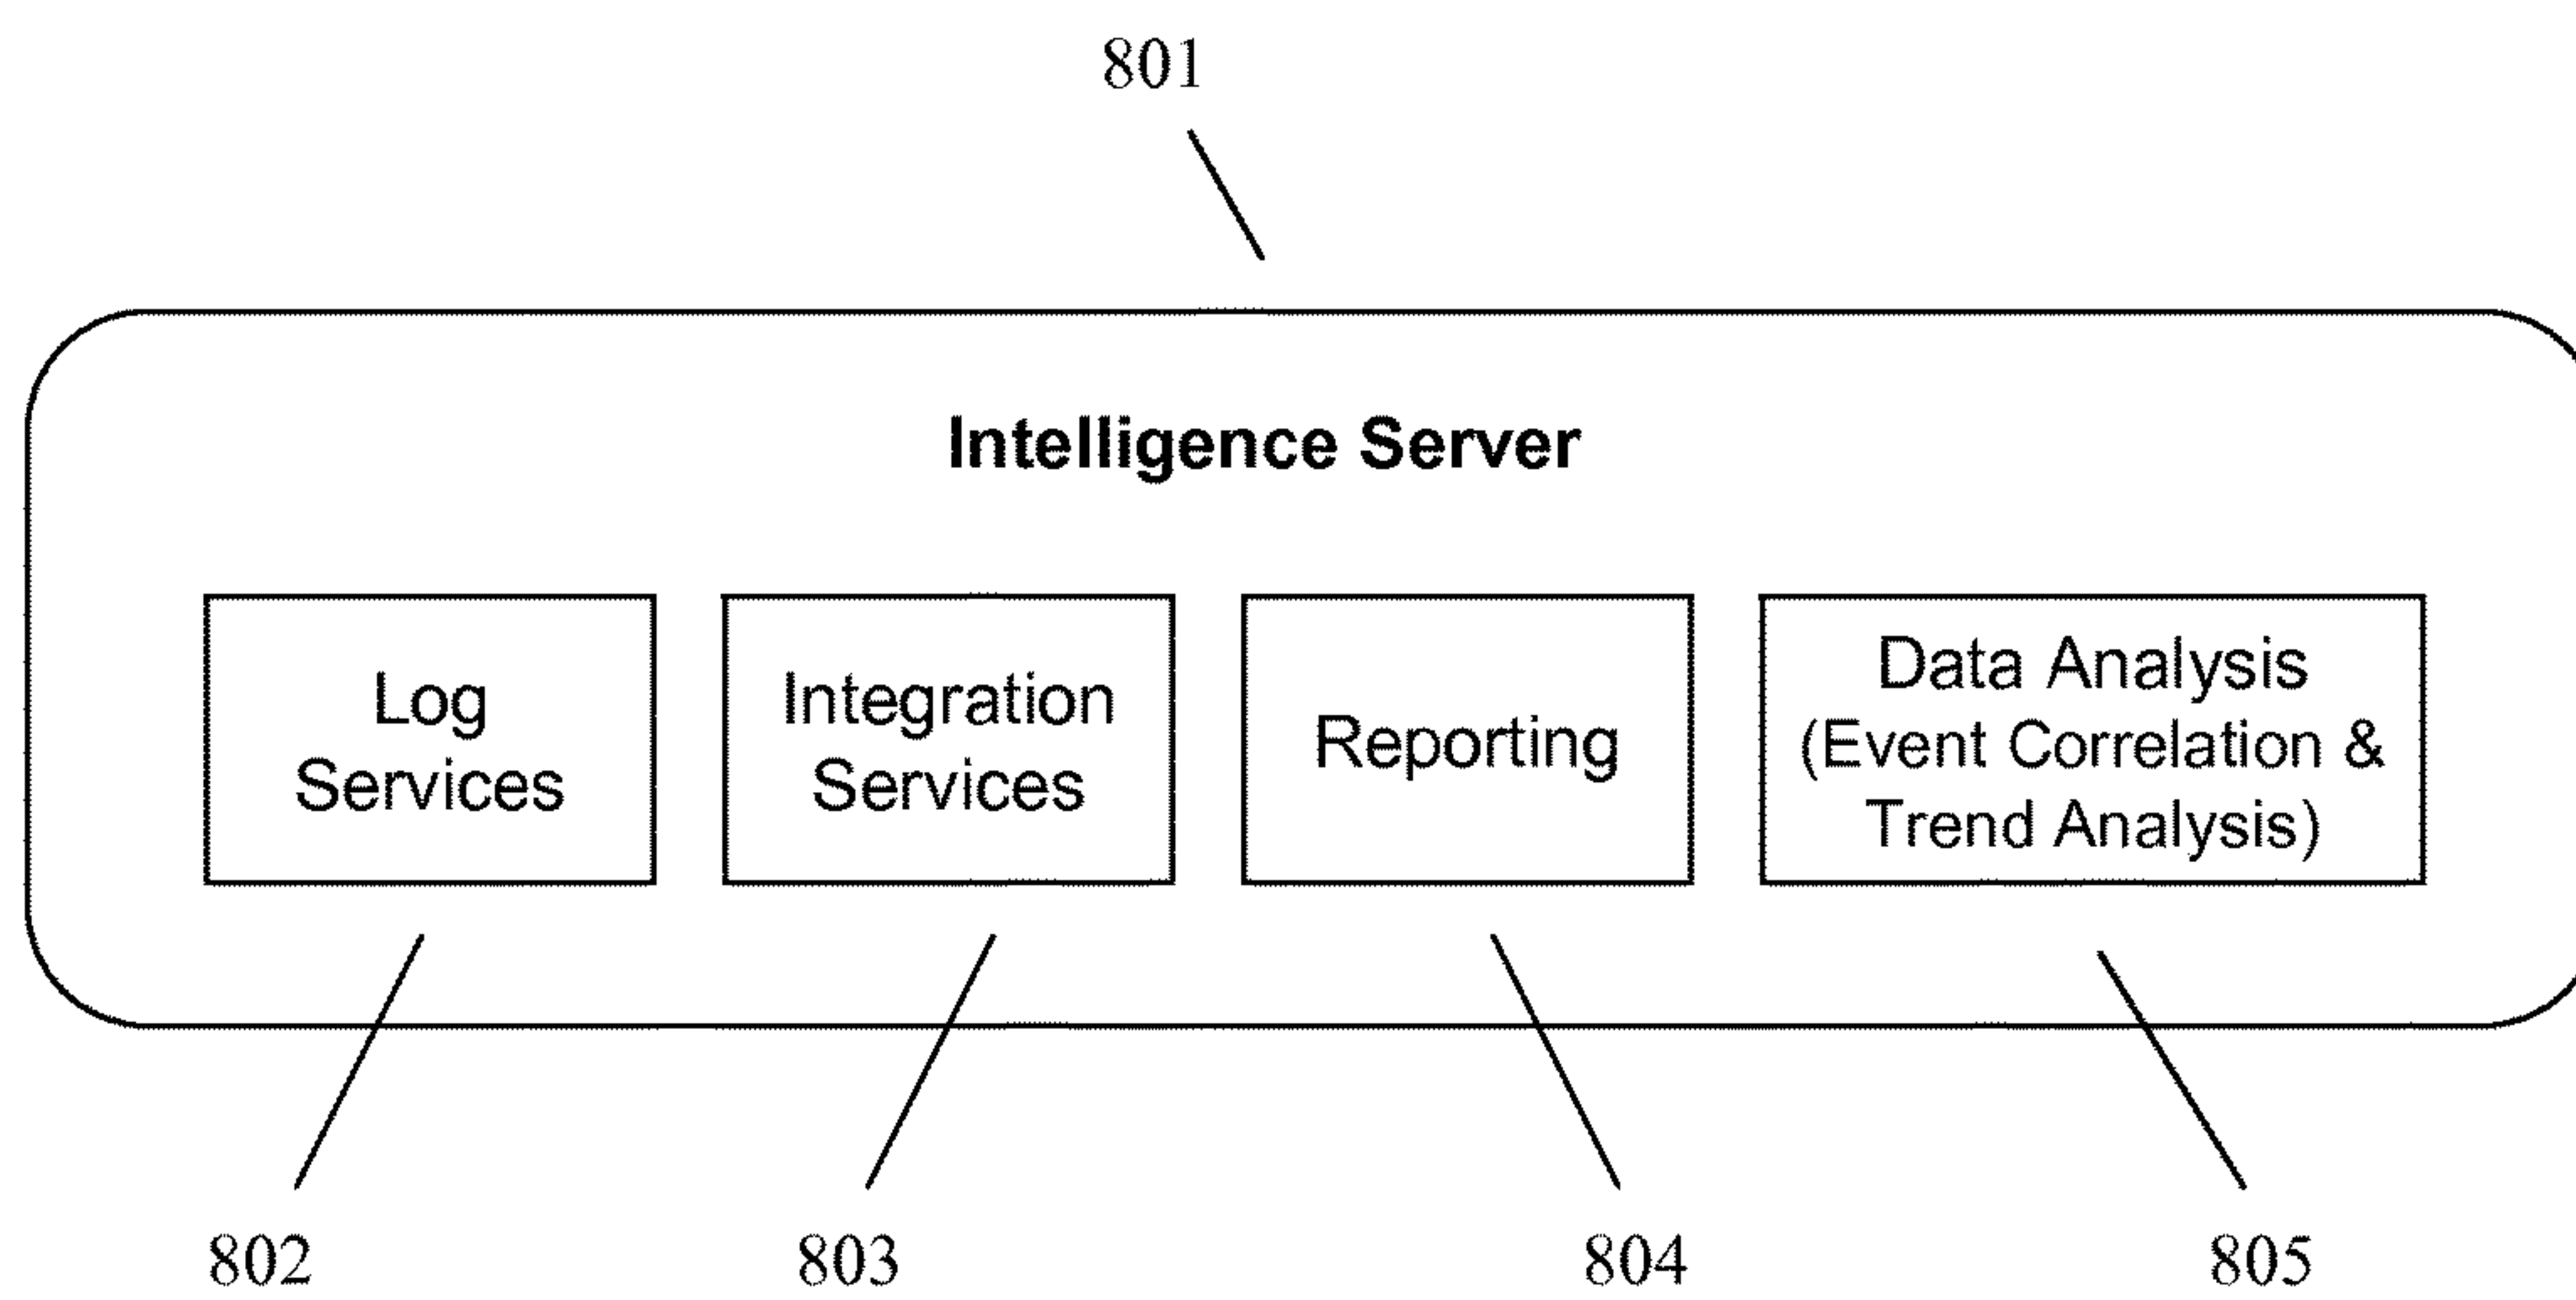 801
Intelligence Server
Log
Services
Integration
Services
Reporting
Data Analysis
(Event Correlation &
Trend Analysis)
802
803
804
805